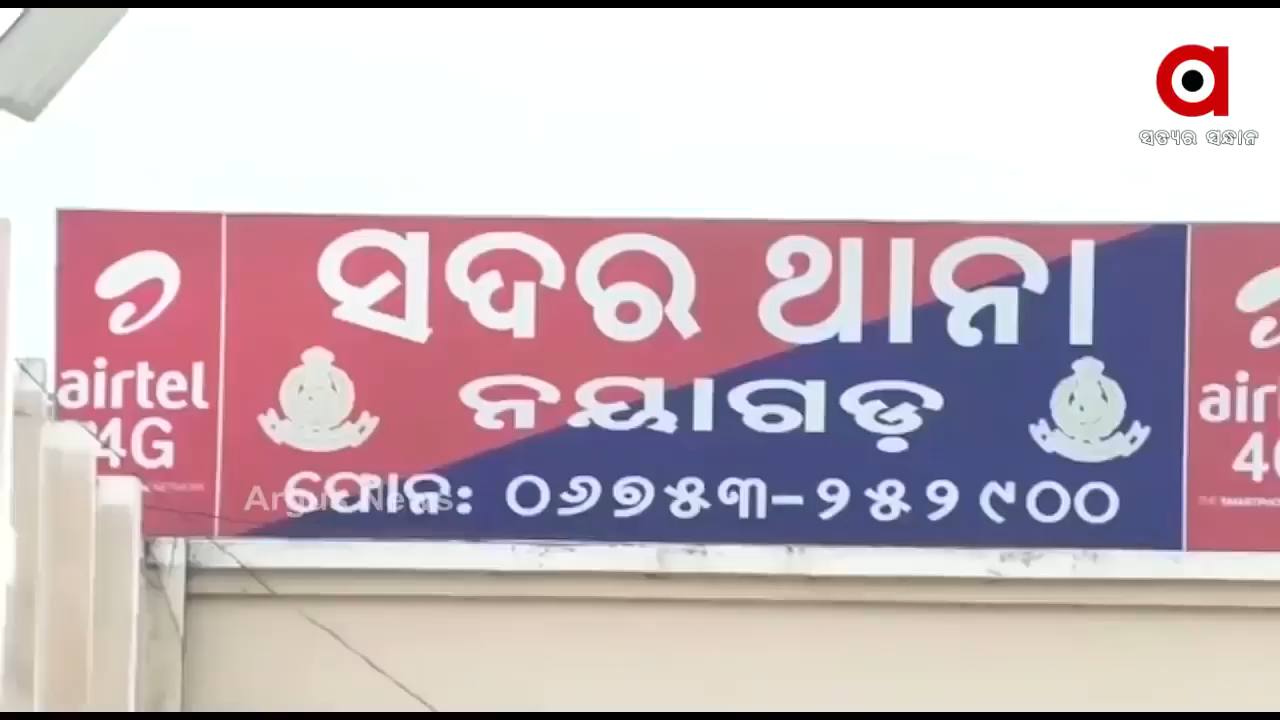 ସତ୍ୟର ସନ୍ଧାନ
ସଦର ଥାନା
ନୟାଗଡ଼
ଫୋନ: ୦୬୭୫୩-୨୫୨୯୦୦
airtel
4G
Argus News
airtel
4G